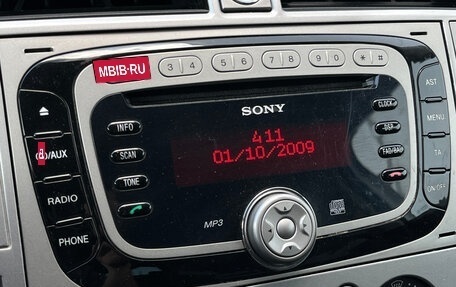 MBIB·RU
3 4 5 6 7 8 9 0 * #
SONY
411
01/10/2009
MP3
INFO
SCAN
TONE
CLOCK
DSP
FAD/BAL
/AUX
RADIO
PHONE
AST
MENU
TA
ON/OFF